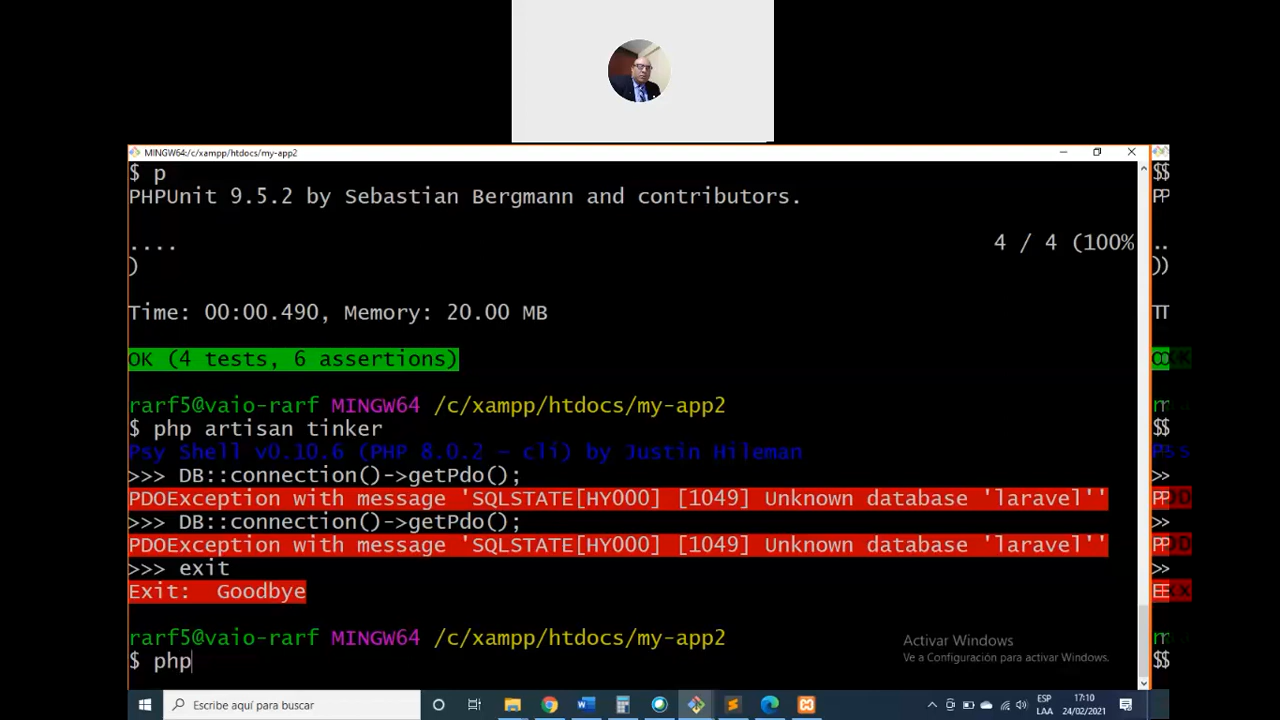 MINGW64:/c/xampp/htdocs/my-app2
$ p
PHPUnit 9.5.2 by Sebastian Bergmann and contributors.
.... 4 / 4 (100%
)
Time: 00:00.490, Memory: 20.00 MB
OK (4 tests, 6 assertions)
rarf5@vaio-rarf MINGW64 /c/xampp/htdocs/my-app2
$ php artisan tinker
Psy Shell v0.10.6 (PHP 8.0.2 — cli) by Justin Hileman
>>> DB::connection()->getPdo();
PDOException with message 'SQLSTATE[HY000] [1049] Unknown database 'laravel''
>>> DB::connection()->getPdo();
PDOException with message 'SQLSTATE[HY000] [1049] Unknown database 'laravel''
>>> exit
Exit:  Goodbye
rarf5@vaio-rarf MINGW64 /c/xampp/htdocs/my-app2
$ php
Activar Windows
Ve a Configuración para activar Windows.
Escribe aquí para buscar
ESP
LAA
17:10
24/02/2021